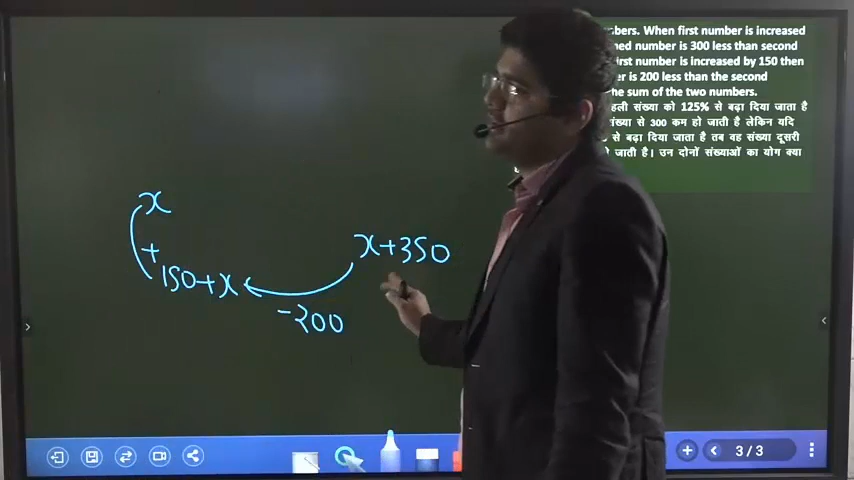 bers. When first number is increased
ned number is 300 less than second
irst number is increased by 150 then
er is 200 less than the second
he sum of the two numbers.
हली संख्या को 125% से बढ़ा दिया जाता है
संख्या से 300 कम हो जाती है लेकिन यदि
से बढ़ा दिया जाता है तब वह संख्या दूसरी
जाती है। उन दोनों संख्याओं का योग क्या
x
+
150+x
x+350
-200
3/3